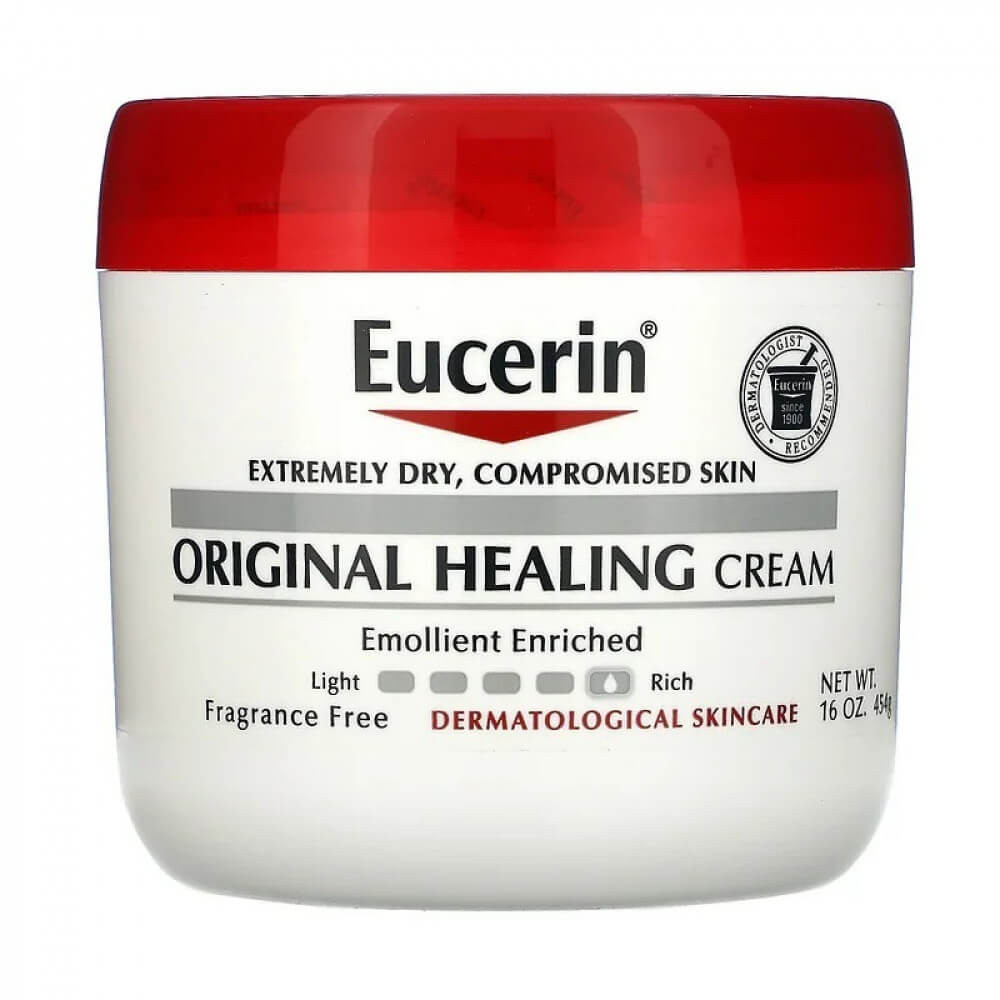 Eucerin®
DERMATOLOGIST RECOMMENDED
Eucerin
since
1900
EXTREMELY DRY, COMPROMISED SKIN
ORIGINAL HEALING CREAM
Emollient Enriched
Light Rich
Fragrance Free
DERMATOLOGICAL SKINCARE
NET WT.
16 OZ. 454g